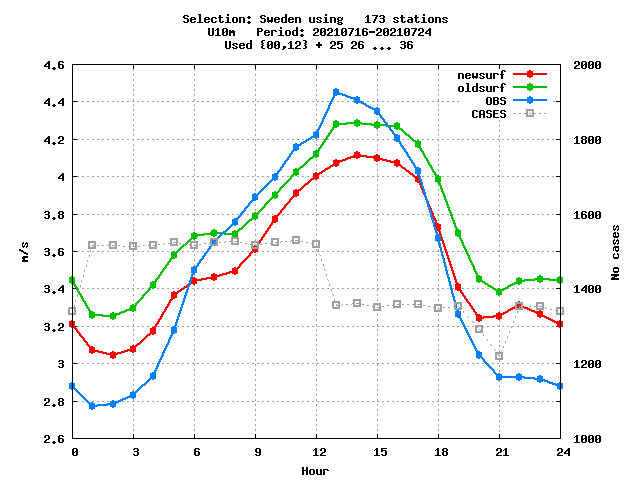 Selection: Sweden using   173 stations
U10m   Period: 20210716-20210724
Used {00,12} + 25 26 ... 36
newsurf
oldsurf
OBS
CASES
4.6
4.4
4.2
4
3.8
3.6
3.4
3.2
3
2.8
2.6
m/s
2000
1800
1600
1400
1200
1000
No cases
0 3 6 9 12 15 18 21 24
Hour